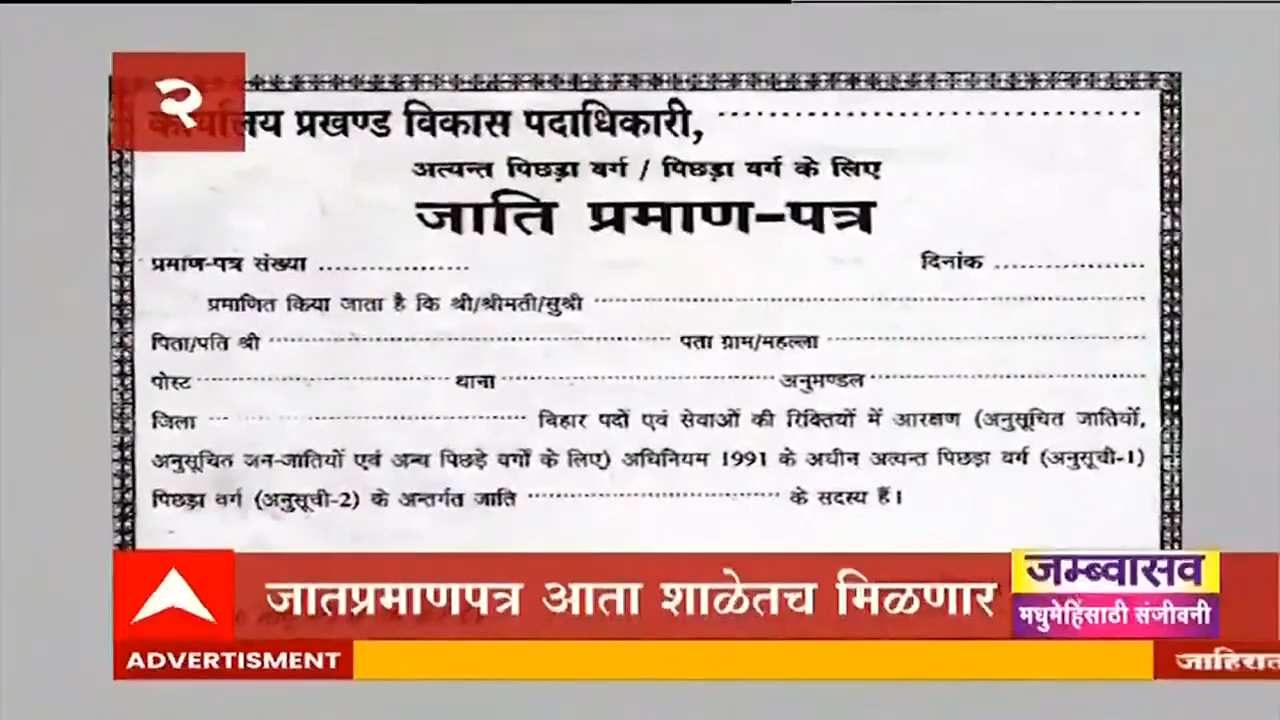 २
कार्यालय प्रखण्ड विकास पदाधिकारी, ........................
अत्यन्त पिछड़ा वर्ग / पिछड़ा वर्ग के लिए
जाति प्रमाण-पत्र
प्रमाण-पत्र संख्या .................. दिनांक ..................
प्रमाणित किया जाता है कि श्री/श्रीमती/सुश्री ........................
पिता/पति श्री ........................ पता ग्राम/महल्ला ........................
पोस्ट ........................ थाना ........................ अनुमण्डल ........................
जिला ........................ बिहार पदों एवं सेवाओं की रिक्तियों में आरक्षण (अनुसूचित जातियों,
अनुसूचित जन-जातियों एवं अन्य पिछड़े वर्गों के लिए) अधिनियम 1991 के अधीन अत्यन्त पिछड़ा वर्ग (अनुसूची-1)
पिछड़ा वर्ग (अनुसूची-2) के अन्तर्गत जाति ........................ के सदस्य हैं।
जातप्रमाणपत्र आता शाळेतच मिळणार
जम्ब्वासव
मधुमेहिंसाठी संजीवनी
ADVERTISMENT
जाहिरात